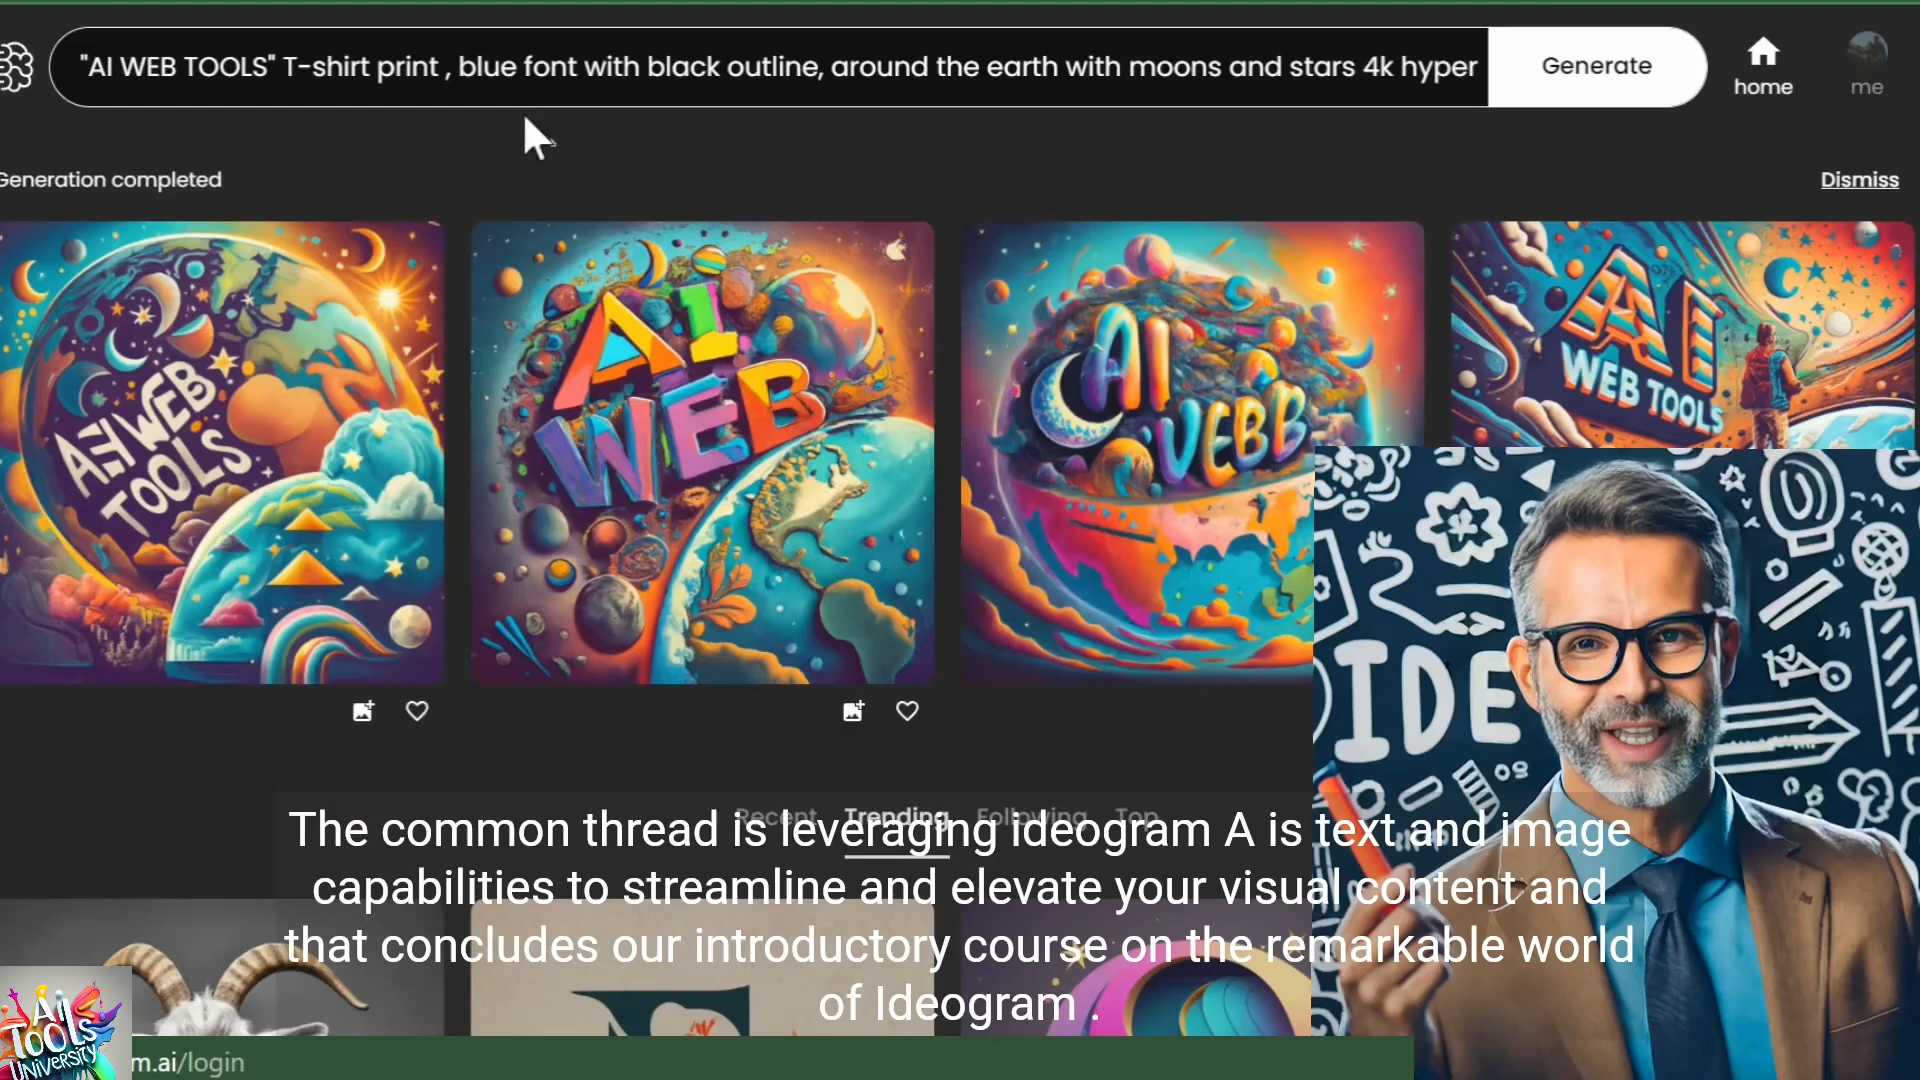 "AI WEB TOOLS" T-shirt print , blue font with black outline, around the earth with moons and stars 4k hyper
Generate
home
me
Generation completed
Dismiss
AEI WEB
TOOLS
AI
WEB
AI
VEBB
AI
WEB TOOLS
IDE
Recent Trending Following Top
The common thread is leveraging ideogram A is text and image
capabilities to streamline and elevate your visual content and
that concludes our introductory course on the remarkable world
of Ideogram .
Ai
TOOLS
UNIVERSITY
m.ai/login